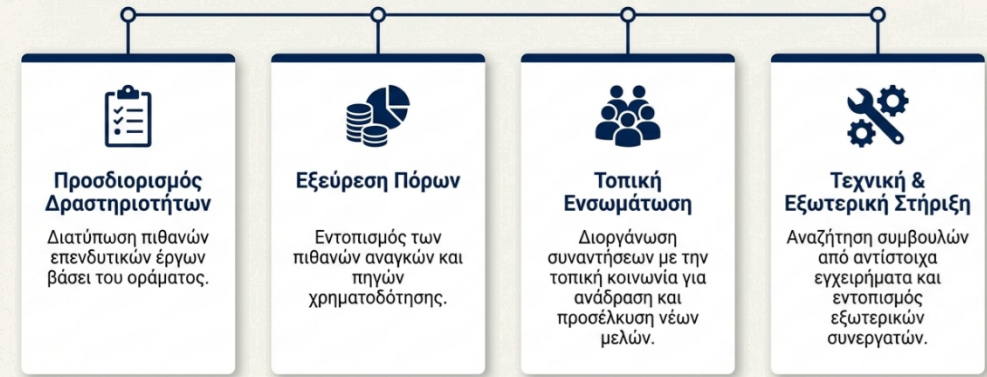 Προσδιορισμός
Δραστηριοτήτων
Διατύπωση πιθανών
επενδυτικών έργων
βάσει του οράματος.
Εξεύρεση Πόρων
Εντοπισμός των
πιθανών αναγκών και
πηγών
χρηματοδότησης.
Τοπική
Ενσωμάτωση
Διοργάνωση
συναντήσεων με την
τοπική κοινωνία για
ανάδραση και
προσέλκυση νέων
μελών.
Τεχνική &
Εξωτερική Στήριξη
Αναζήτηση συμβουλών
από αντίστοιχα
εγχειρήματα και
εντοπισμός
εξωτερικών
συνεργατών.